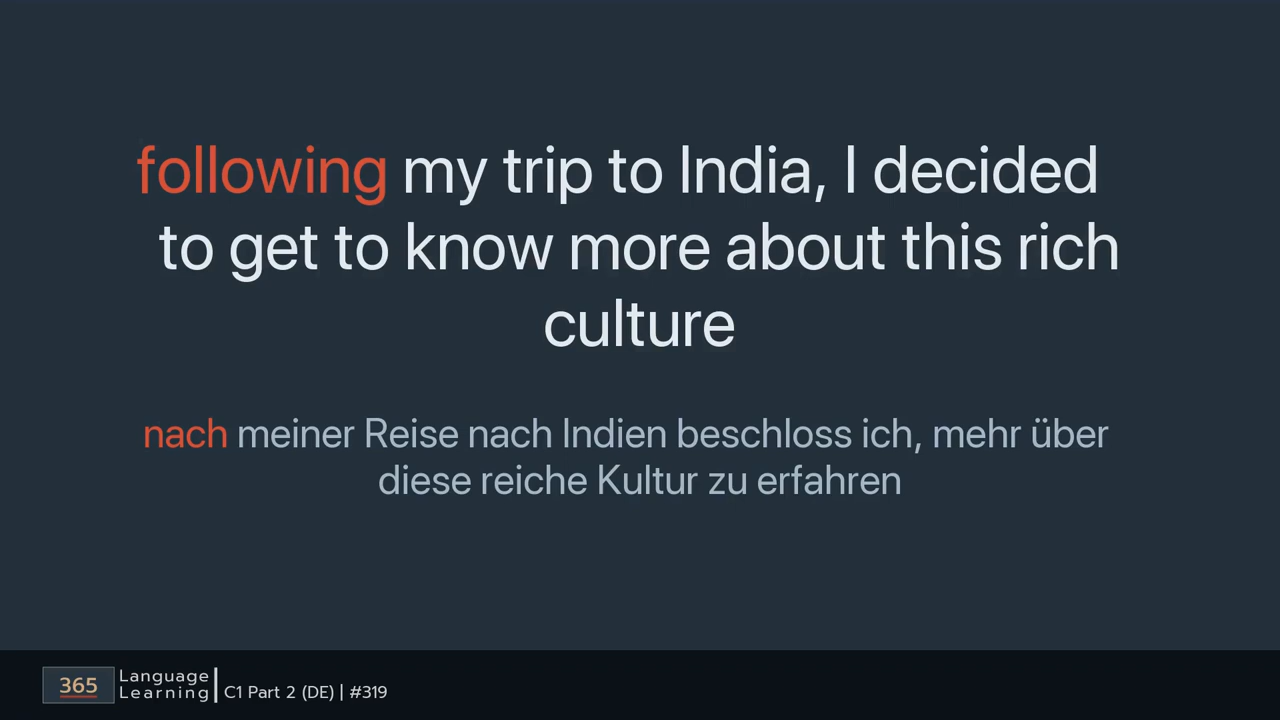 following my trip to India, I decided
to get to know more about this rich
culture
nach meiner Reise nach Indien beschloss ich, mehr über
diese reiche Kultur zu erfahren
365
Language
Learning
C1 Part 2 (DE) | #319